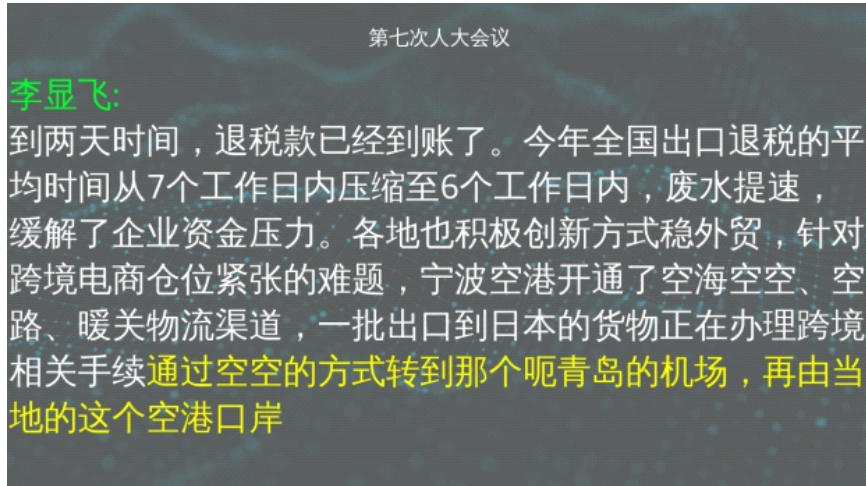 第七次人大会议
李显飞:
到两天时间，退税款已经到账了。今年全国出口退税的平
均时间从7个工作日内压缩至6个工作日内，废水提速，
缓解了企业资金压力。各地也积极创新方式稳外贸，针对
跨境电商仓位紧张的难题，宁波空港开通了空海空空、空
路、暖关物流渠道，一批出口到日本的货物正在办理跨境
相关手续通过空空的方式转到那个呃青岛的机场，再由当
地的这个空港口岸